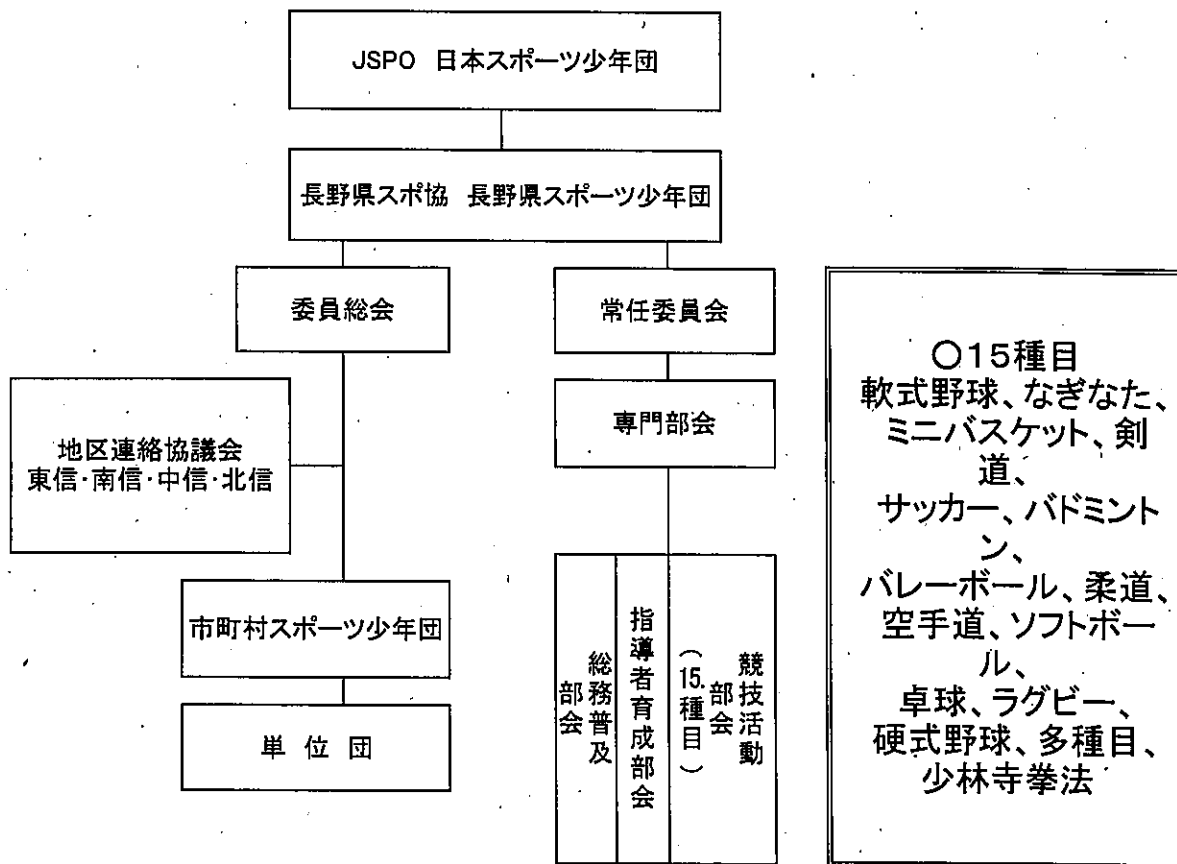 JSPO 日本スポーツ少年団
長野県スポ協 長野県スポーツ少年団
委員総会
常任委員会
専門部会
地区連絡協議会
東信・南信・中信・北信
市町村スポーツ少年団
単 位 団
総務普及
部会
指導者育成部会
競技活動
部会
(15.種目)
〇15種目
軟式野球、なぎなた、
ミニバスケット、剣
道、
サッカー、バドミント
ン、
バレーボール、柔道、
空手道、ソフトボー
ル、
卓球、ラグビー、
硬式野球、多種目、
少林寺拳法